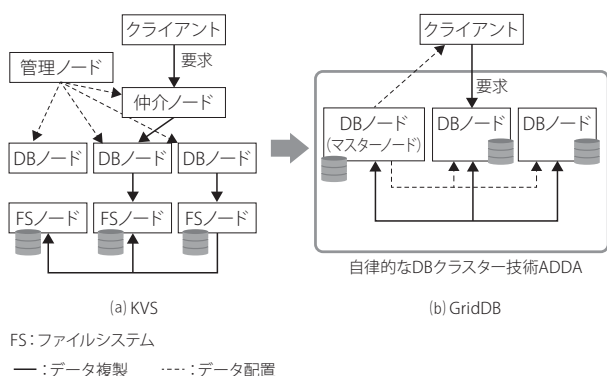 クライアント
要求
管理ノード
仲介ノード
DBノード
DBノード
DBノード
FSノード
FSノード
FSノード
(a) KVS
クライアント
要求
DBノード
(マスターノード)
DBノード
DBノード
自律的なDBクラスター技術ADDA
(b) GridDB
FS：ファイルシステム
：データ複製
：データ配置